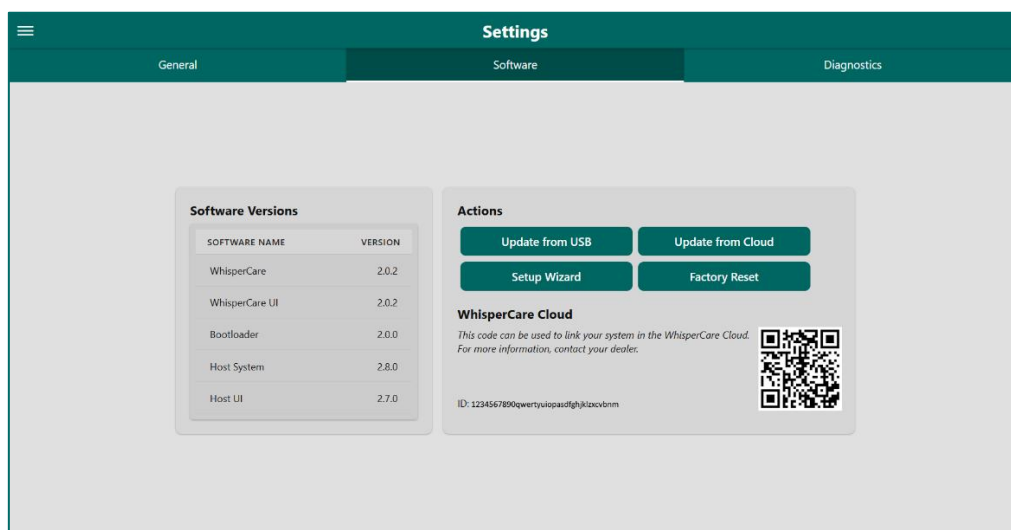 Settings
General Software Diagnostics
Software Versions
SOFTWARE NAME VERSION
WhisperCare 2.0.2
WhisperCare UI 2.0.2
Bootloader 2.0.0
Host System 2.8.0
Host UI 2.7.0
Actions
Update from USB Update from Cloud
Setup Wizard Factory Reset
WhisperCare Cloud
This code can be used to link your system in the WhisperCare Cloud.
For more information, contact your dealer.
ID: 1234567890qwertyuiopasdfghjklzxcvbnm